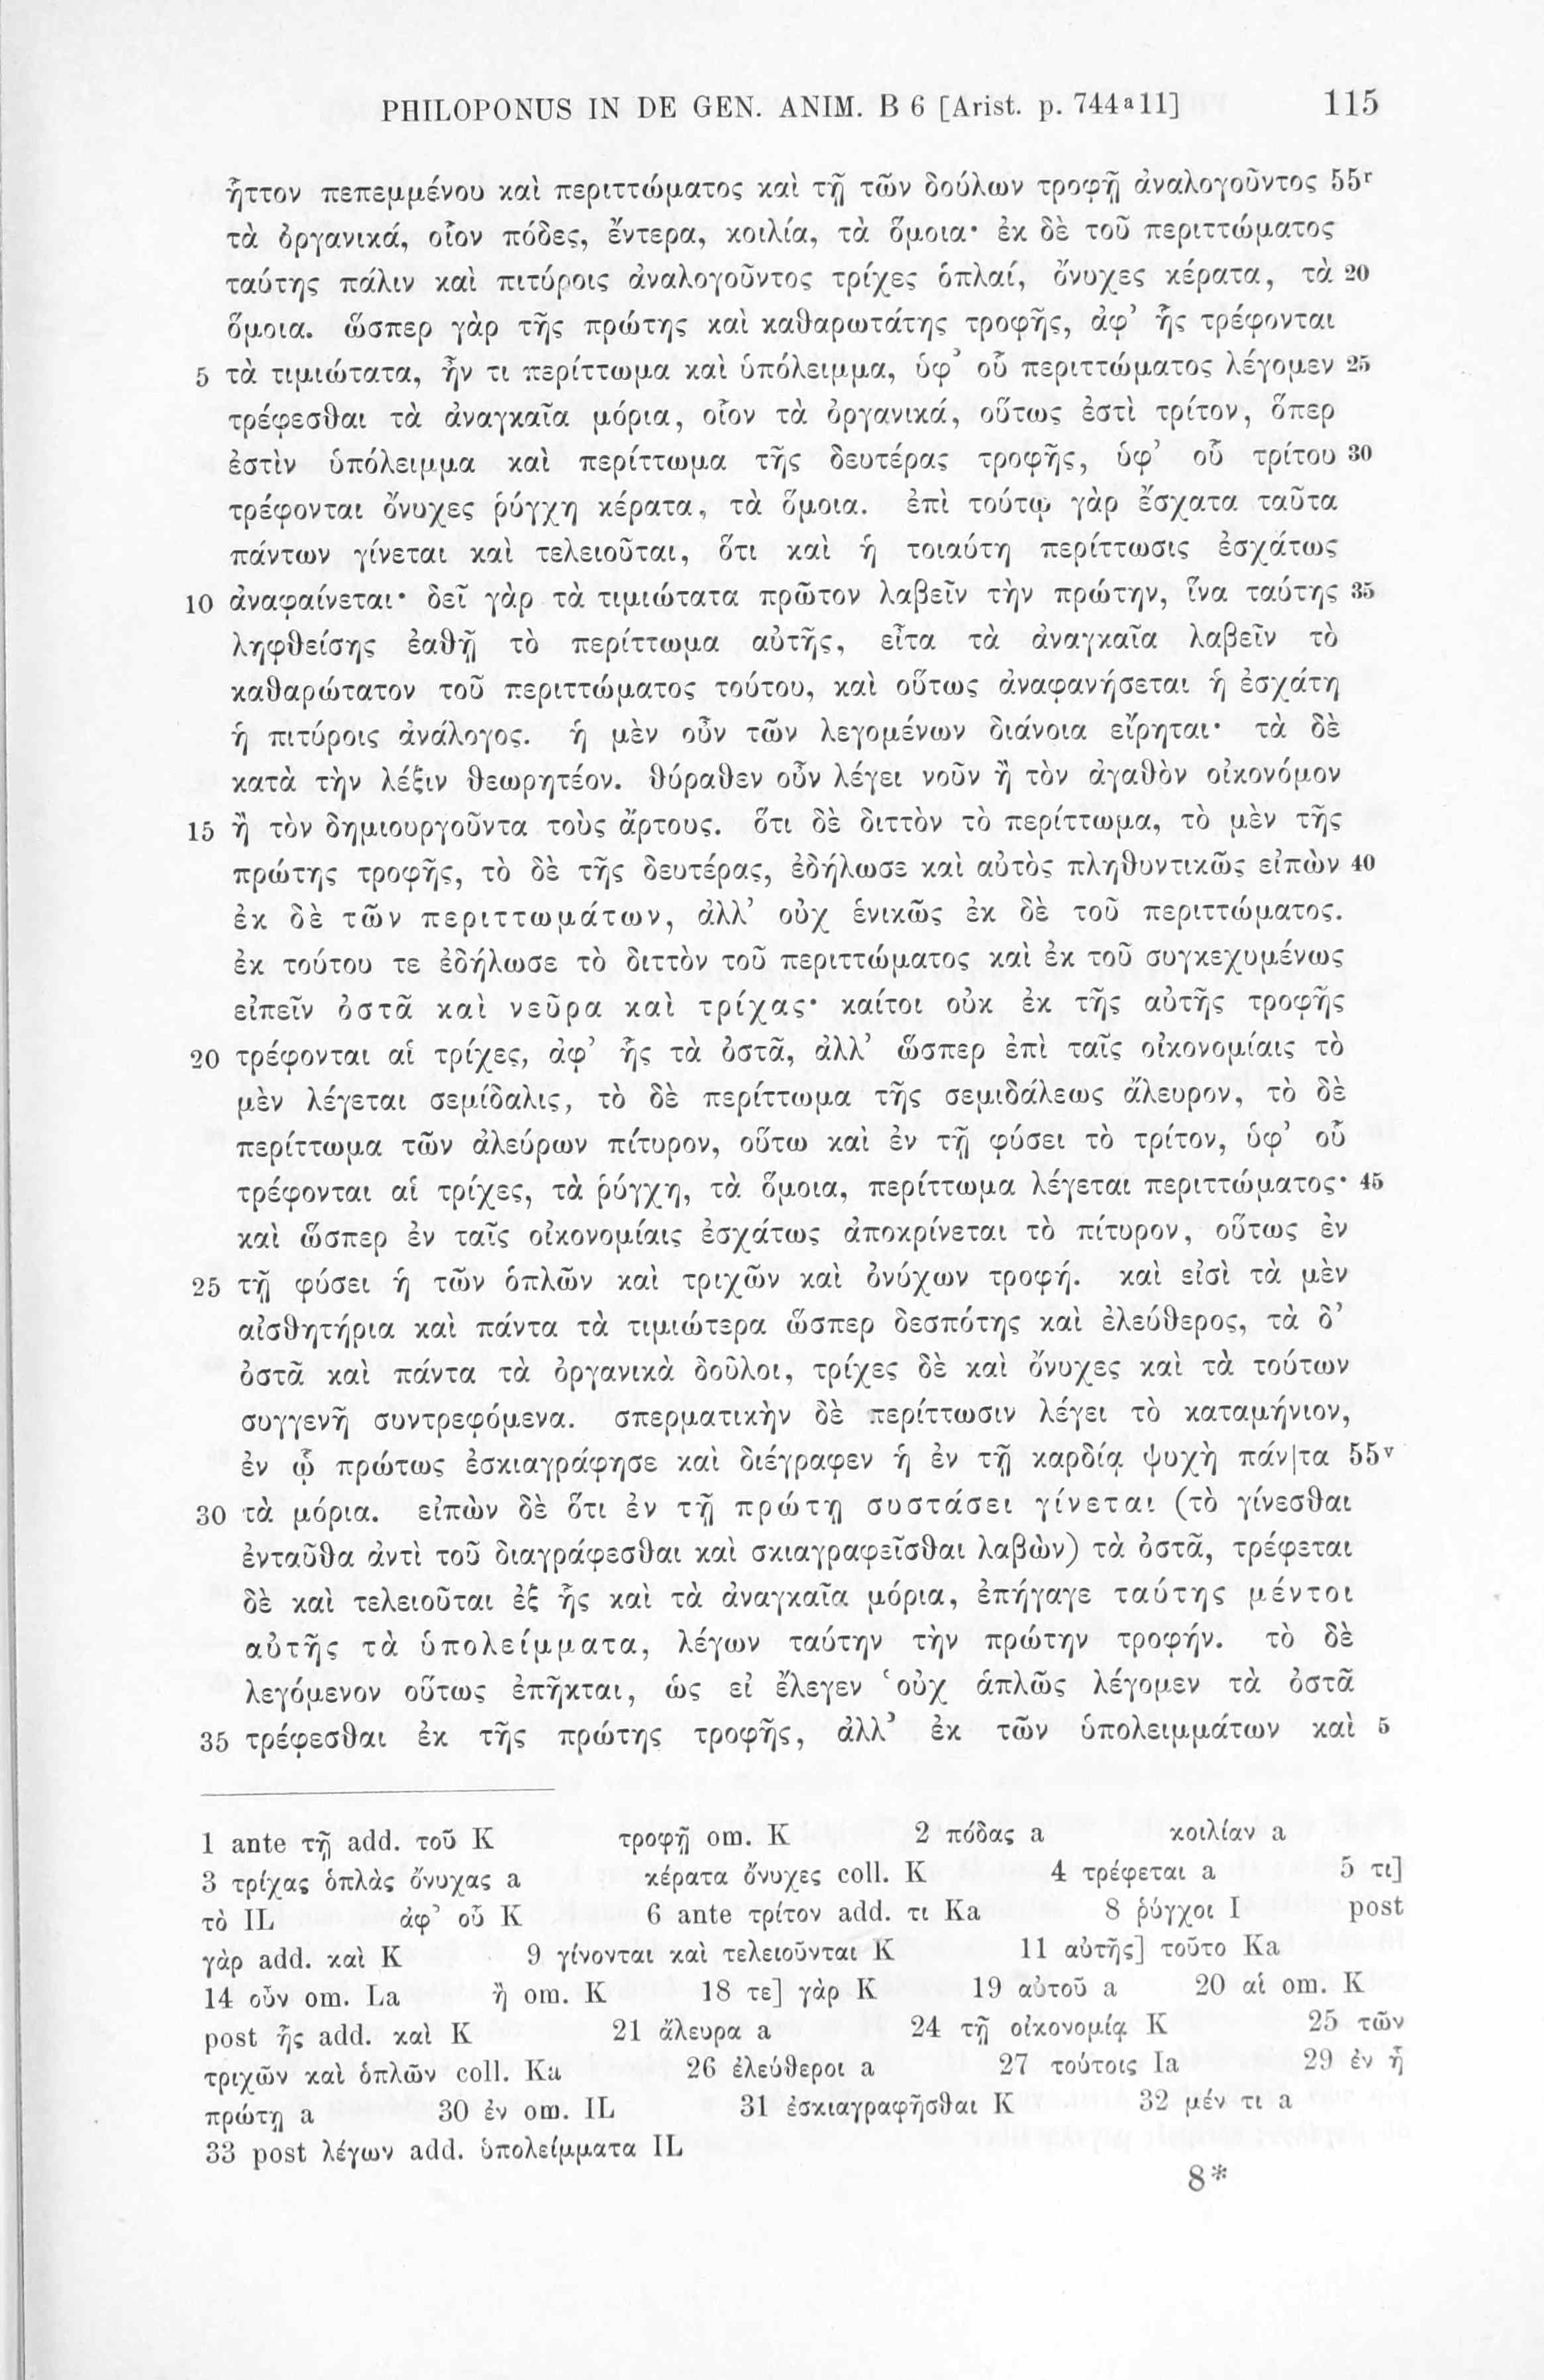 PHILOPONUS IN DE GEN. ANIM. B 6 [Arist. p. 744ᵃ11] 115
ἧττον πεπεμμένου καὶ περιττώματος καὶ τῇ τῶν δούλων τροφῇ ἀναλογοῦντος 55ʳ
τὰ ὀργανικά, οἷον πόδες, ἔντερα, κοιλία, τὰ ὅμοια· ἐκ δὲ τοῦ περιττώματος
ταύτης πάλιν καὶ πιτύροις ἀναλογοῦντος τρίχες ὁπλαί, ὄνυχες κέρατα, τὰ 20
ὅμοια. ὥσπερ γὰρ τῆς πρώτης καὶ καθαρωτάτης τροφῆς, ἀφ’ ἧς τρέφονται
5 τὰ τιμιώτατα, ἦν τι περίττωμα καὶ ὑπόλειμμα, ὑφ’ οὗ περιττώματος λέγομεν 25
τρέφεσθαι τὰ ἀναγκαῖα μόρια, οἷον τὰ ὀργανικά, οὕτως ἐστὶ τρίτον, ὅπερ
ἐστὶν ὑπόλειμμα καὶ περίττωμα τῆς δευτέρας τροφῆς, ὑφ’ οὗ τρίτου 30
τρέφονται ὄνυχες ῥύγχη κέρατα, τὰ ὅμοια. ἐπὶ τούτῳ γὰρ ἔσχατα ταῦτα
πάντων γίνεται καὶ τελειοῦται, ὅτι καὶ ἡ τοιαύτη περίττωσις ἐσχάτως
10 ἀναφαίνεται· δεῖ γὰρ τὰ τιμιώτατα πρῶτον λαβεῖν τὴν πρώτην, ἵνα ταύτης 35
ληφθείσης ἐαθῇ τὸ περίττωμα αὐτῆς, εἶτα τὰ ἀναγκαῖα λαβεῖν τὸ
καθαρώτατον τοῦ περιττώματος τούτου, καὶ οὕτως ἀναφανήσεται ἡ ἐσχάτη
ἡ πιτύροις ἀνάλογος. ἡ μὲν οὖν τῶν λεγομένων διάνοια εἴρηται· τὰ δὲ
κατὰ τὴν λέξιν θεωρητέον. θύραθεν οὖν λέγει νοῦν ἢ τὸν ἀγαθὸν οἰκονόμον
15 ἢ τὸν δημιουργοῦντα τοὺς ἄρτους. ὅτι δὲ διττὸν τὸ περίττωμα, τὸ μὲν τῆς
πρώτης τροφῆς, τὸ δὲ τῆς δευτέρας, ἐδήλωσε καὶ αὐτὸς πληθυντικῶς εἰπὼν 40
ἐκ δὲ τῶν περιττωμάτων, ἀλλ’ οὐχ ἑνικῶς ἐκ δὲ τοῦ περιττώματος.
ἐκ τούτου τε ἐδήλωσε τὸ διττὸν τοῦ περιττώματος καὶ ἐκ τοῦ συγκεχυμένως
εἰπεῖν ὀστᾶ καὶ νεῦρα καὶ τρίχας· καίτοι οὐκ ἐκ τῆς αὐτῆς τροφῆς
20 τρέφονται αἱ τρίχες, ἀφ’ ἧς τὰ ὀστᾶ, ἀλλ’ ὥσπερ ἐπὶ ταῖς οἰκονομίαις τὸ
μὲν λέγεται σεμίδαλις, τὸ δὲ περίττωμα τῆς σεμιδάλεως ἄλευρον, τὸ δὲ
περίττωμα τῶν ἀλεύρων πίτυρον, οὕτω καὶ ἐν τῇ φύσει τὸ τρίτον, ὑφ’ οὗ
τρέφονται αἱ τρίχες, τὰ ῥύγχη, τὰ ὅμοια, περίττωμα λέγεται περιττώματος· 45
καὶ ὥσπερ ἐν ταῖς οἰκονομίαις ἐσχάτως ἀποκρίνεται τὸ πίτυρον, οὕτως ἐν
25 τῇ φύσει ἡ τῶν ὁπλῶν καὶ τριχῶν καὶ ὀνύχων τροφή. καὶ εἰσὶ τὰ μὲν
αἰσθητήρια καὶ πάντα τὰ τιμιώτερα ὥσπερ δεσπότης καὶ ἐλεύθερος, τὰ δ’
ὀστᾶ καὶ πάντα τὰ ὀργανικὰ δοῦλοι, τρίχες δὲ καὶ ὄνυχες καὶ τὰ τούτων
συγγενῆ συντρεφόμενα. σπερματικὴν δὲ περίττωσιν λέγει τὸ καταμήνιον,
ἐν ᾧ πρώτως ἐσκιαγράφησε καὶ διέγραφεν ἡ ἐν τῇ καρδίᾳ ψυχὴ πάν|τα 55ᵛ
30 τὰ μόρια. εἰπὼν δὲ ὅτι ἐν τῇ πρώτῃ συστάσει γίνεται (τὸ γίνεσθαι
ἐνταῦθα ἀντὶ τοῦ διαγράφεσθαι καὶ σκιαγραφεῖσθαι λαβὼν) τὰ ὀστᾶ, τρέφεται
δὲ καὶ τελειοῦται ἐξ ἧς καὶ τὰ ἀναγκαῖα μόρια, ἐπήγαγε ταύτης μέντοι
αὐτῆς τὰ ὑπολείμματα, λέγων ταύτην τὴν πρώτην τροφήν. τὸ δὲ
λεγόμενον οὕτως ἐπῆκται, ὡς εἰ ἔλεγεν ‘οὐχ ἁπλῶς λέγομεν τὰ ὀστᾶ
35 τρέφεσθαι ἐκ τῆς πρώτης τροφῆς, ἀλλ’ ἐκ τῶν ὑπολειμμάτων καὶ 5
1 ante τῇ add. τοῦ K τροφῇ om. K 2 πόδας a κοιλίαν a
3 τρίχας ὁπλὰς ὄνυχας a κέρατα ὄνυχες coll. K 4 τρέφεται a 5 τι]
τὸ IL ἀφ’ οὗ K 6 ante τρίτον add. τι Ka 8 ῥύγχοι I post
γὰρ add. καὶ K 9 γίνονται καὶ τελειοῦνται K 11 αὐτῆς] τοῦτο Ka
14 οὖν om. La ἢ om. K 18 τε] γὰρ K 19 αὐτοῦ a 20 αἱ om. K
post ἧς add. καὶ K 21 ἄλευρα a 24 τῇ οἰκονομίᾳ K 25 τῶν
τριχῶν καὶ ὁπλῶν coll. Ka 26 ἐλεύθεροι a 27 τούτοις Ia 29 ἐν ᾗ
πρώτῃ a 30 ἐν om. IL 31 ἐσκιαγραφῆσθαι K 32 μέν τι a
33 post λέγων add. ὑπολείμματα IL
8*